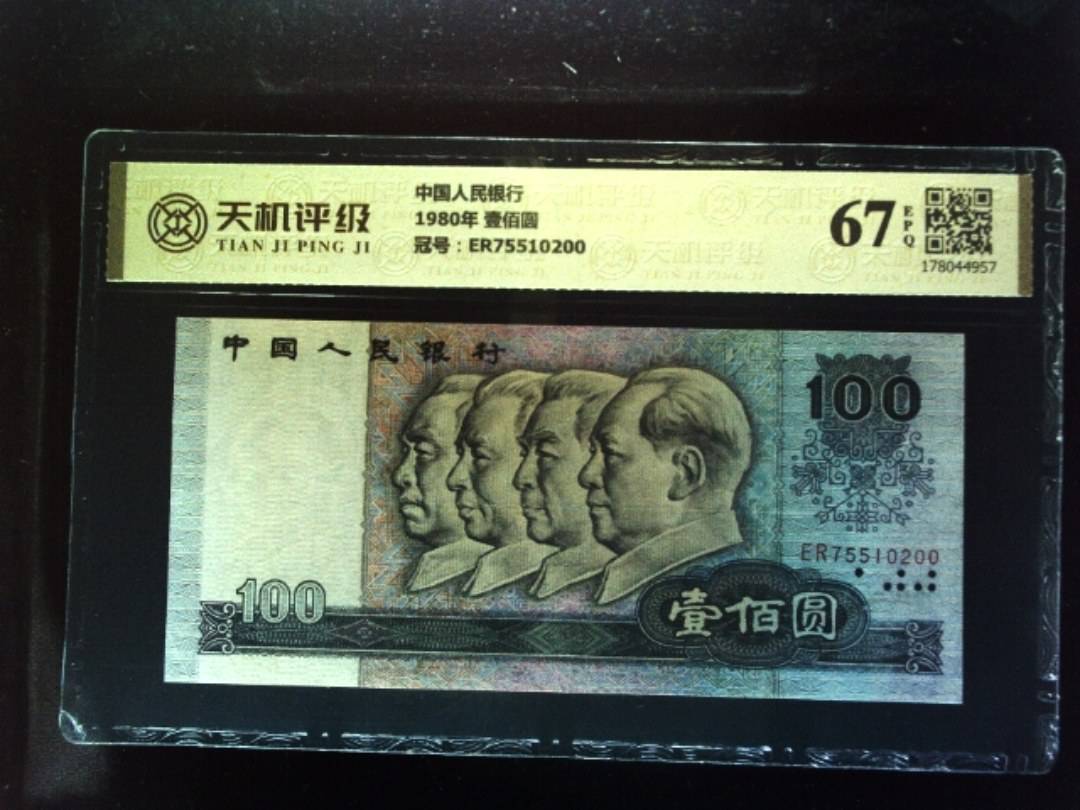 天机评级
TIAN JI PING JI
中国人民银行
1980年 壹佰圆
冠号：ER75510200
67
EPQ
178044957
中国人民银行
100
ER75510200
100
壹佰圆